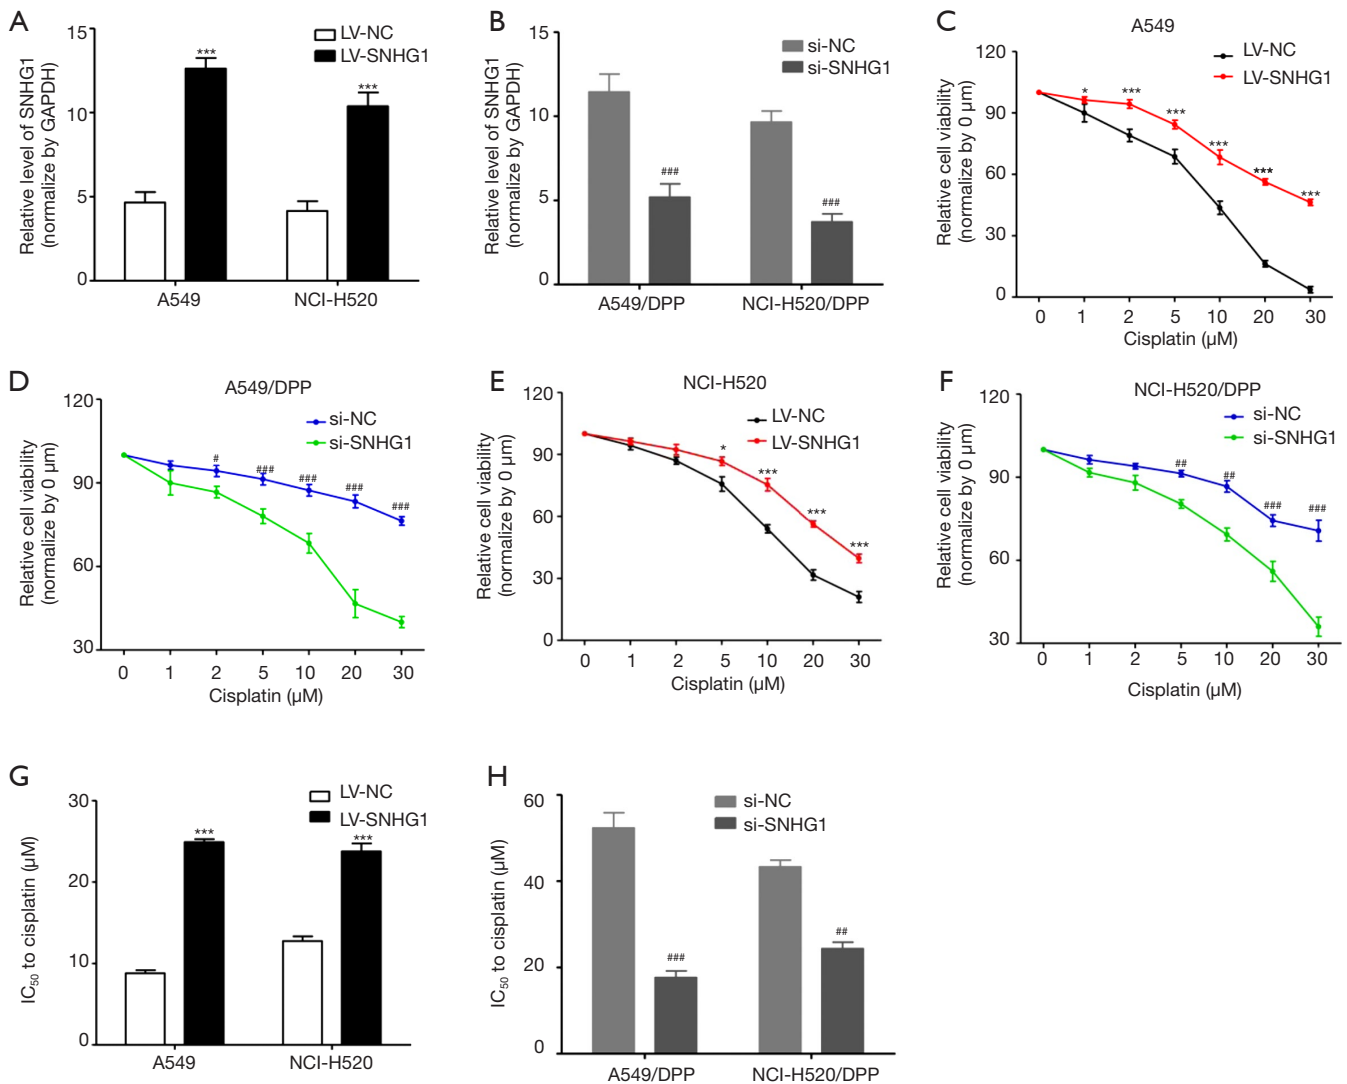 A
Relative level of SNHG1
(normalize by GAPDH)
15
10
5
0
LV-NC
LV-SNHG1
***
***
A549
NCI-H520
B
Relative level of SNHG1
(normalize by GAPDH)
15
10
5
0
si-NC
si-SNHG1
###
###
A549/DPP
NCI-H520/DPP
C
A549
Relative cell viability
(normalize by 0 µm)
120
90
60
30
0
LV-NC
LV-SNHG1
*
***
***
***
***
***
0 1 2 5 10 20 30
Cisplatin (µM)
D
A549/DPP
Relative cell viability
(normalize by 0 µm)
120
90
60
30
si-NC
si-SNHG1
#
###
###
###
###
0 1 2 5 10 20 30
Cisplatin (µM)
E
NCI-H520
Relative cell viability
(normalize by 0 µm)
120
90
60
30
0
LV-NC
LV-SNHG1
*
***
***
***
0 1 2 5 10 20 30
Cisplatin (µM)
F
NCI-H520/DPP
Relative cell viability
(normalize by 0 µm)
120
90
60
30
si-NC
si-SNHG1
##
##
###
###
0 1 2 5 10 20 30
Cisplatin (µM)
G
IC50 to cisplatin (µM)
30
20
10
0
LV-NC
LV-SNHG1
***
***
A549
NCI-H520
H
IC50 to cisplatin (µM)
60
40
20
0
si-NC
si-SNHG1
###
##
A549/DPP
NCI-H520/DPP